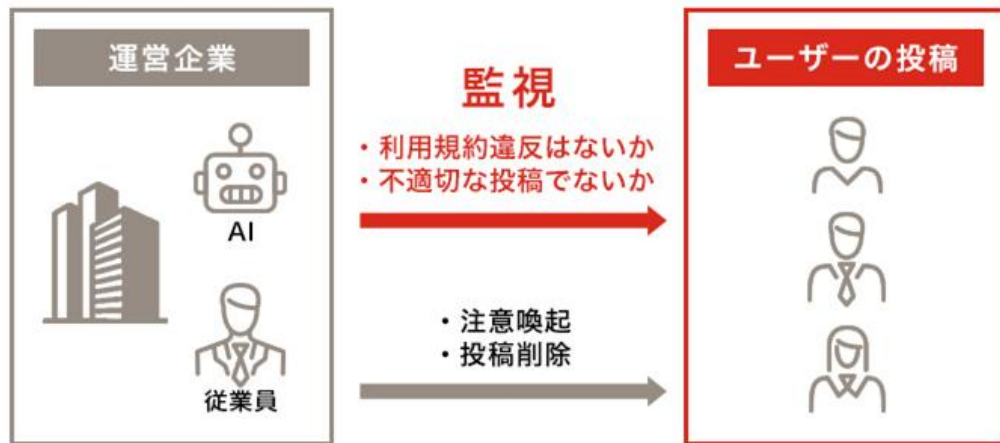 運営企業
AI
従業員
監視
・利用規約違反はないか
・不適切な投稿でないか
・注意喚起
・投稿削除
ユーザーの投稿